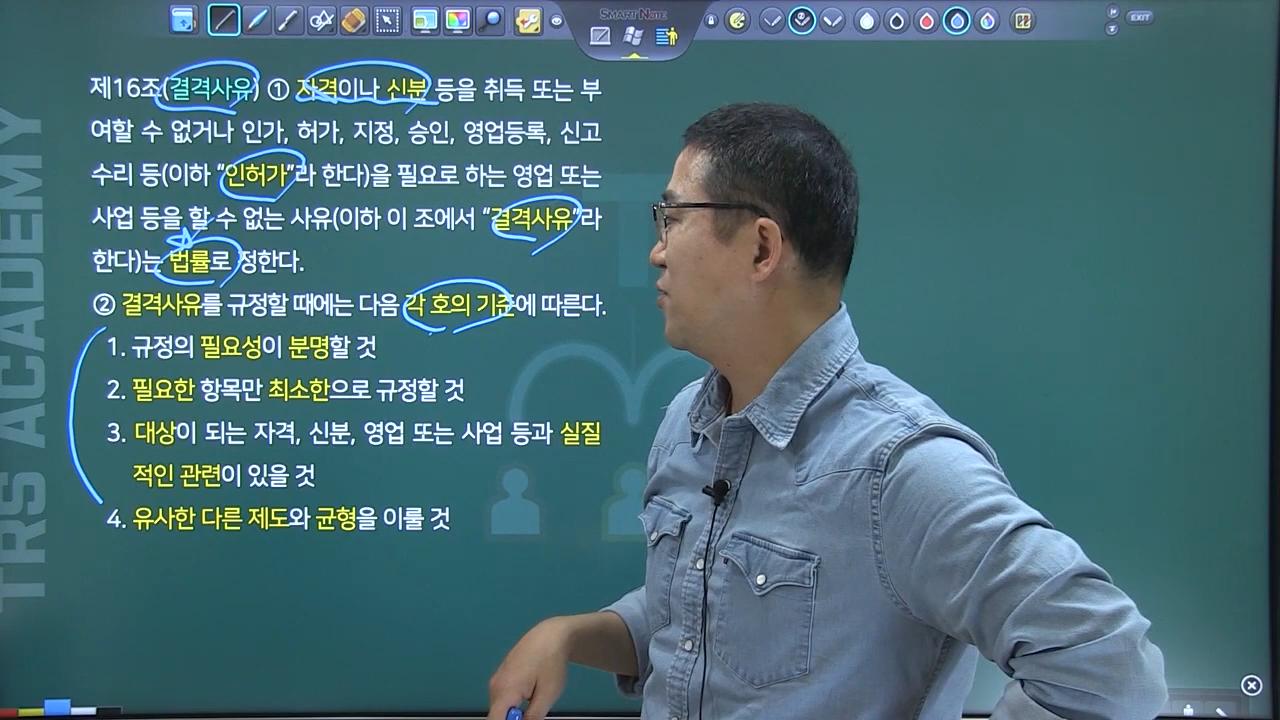 SMART NOTE
EXIT
제16조(결격사유) ① 자격이나 신분 등을 취득 또는 부
여할 수 없거나 인가, 허가, 지정, 승인, 영업등록, 신고
수리 등(이하 “인허가”라 한다)을 필요로 하는 영업 또는
사업 등을 할 수 없는 사유(이하 이 조에서 “결격사유”라
한다)는 법률로 정한다.
② 결격사유를 규정할 때에는 다음 각 호의 기준에 따른다.
1. 규정의 필요성이 분명할 것
2. 필요한 항목만 최소한으로 규정할 것
3. 대상이 되는 자격, 신분, 영업 또는 사업 등과 실질
적인 관련이 있을 것
4. 유사한 다른 제도와 균형을 이룰 것
TRS ACADEMY